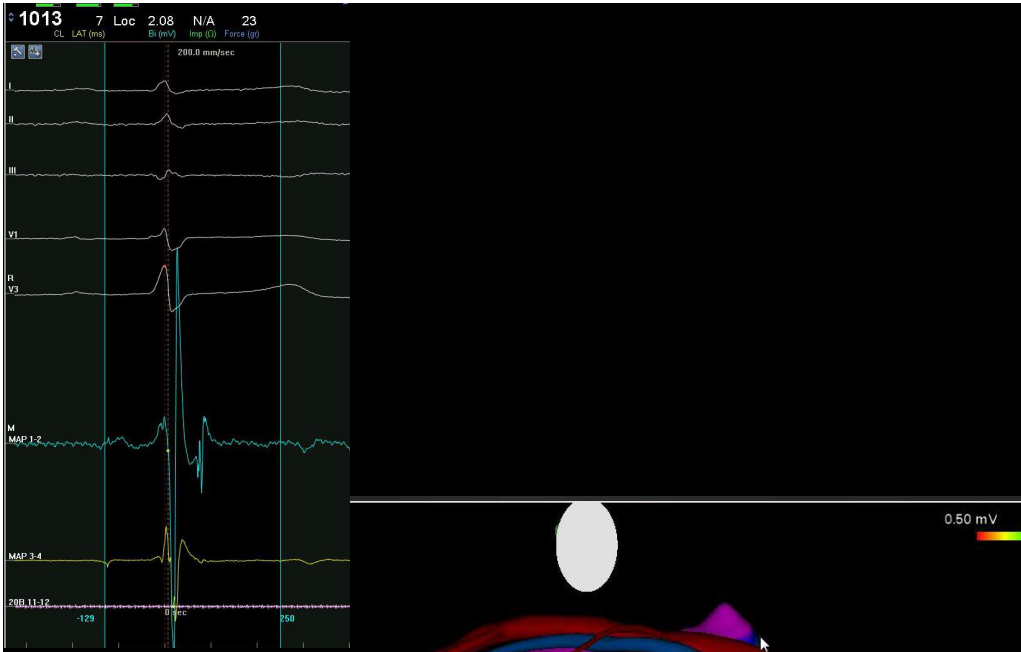 1013 7 Loc 2.08 N/A 23
CL LAT (ms) Bi (mV) Imp (Ω) Force (gr)
200.0 mm/sec
I
II
III
V1
R
V3
M
MAP 1-2
MAP 3-4
20B 11-12
0 sec
-129 250
0.50 mV